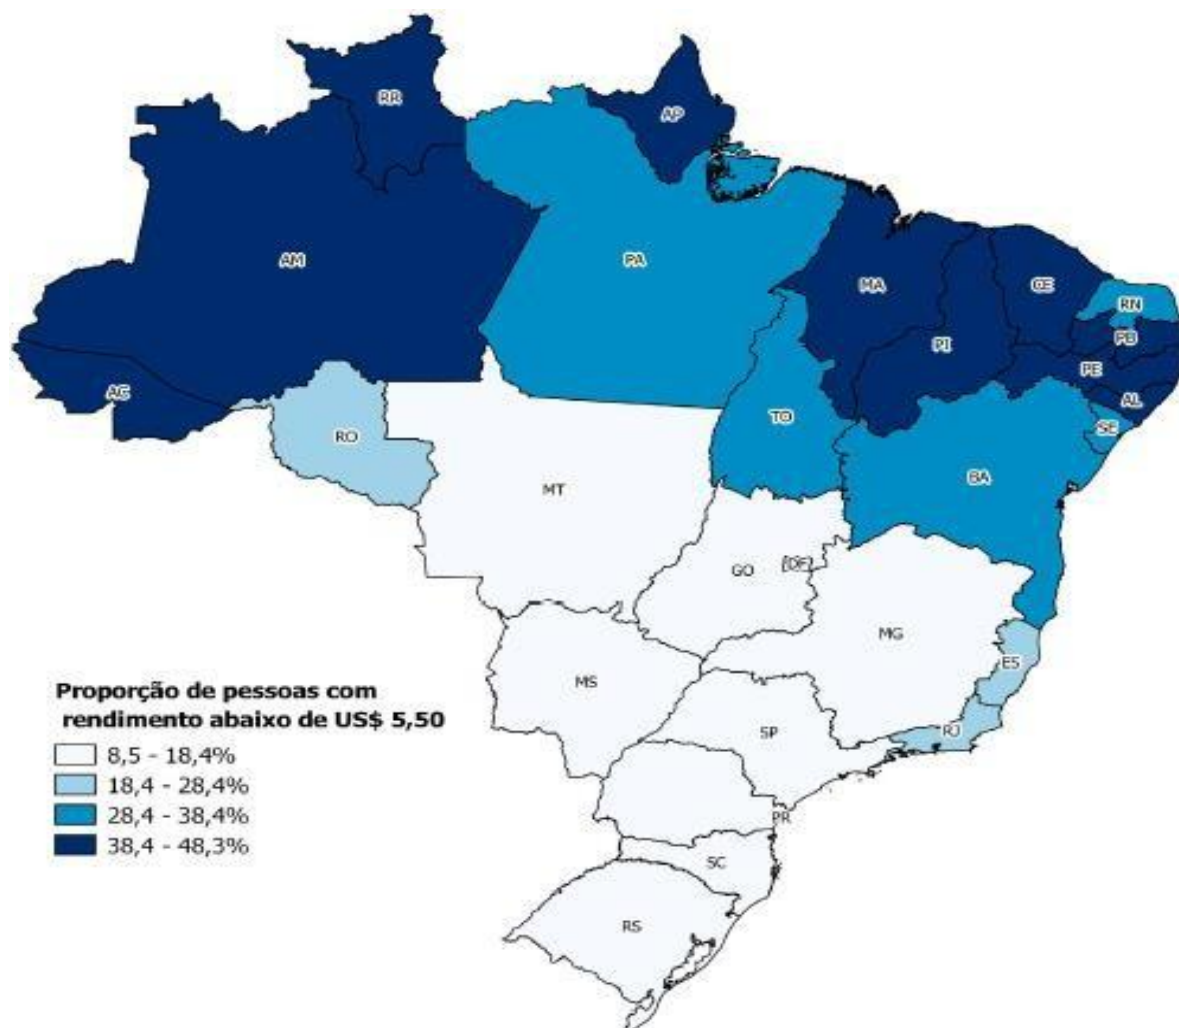 RR
AP
AM
PA
MA
CE
RN
PI
PB
PE
AC
AL
TO
SE
RO
BA
MT
GO
DF
MG
ES
MS
Proporção de pessoas com
rendimento abaixo de US$ 5,50
SP
RJ
8,5 - 18,4%
18,4 - 28,4%
28,4 - 38,4%
PR
38,4 - 48,3%
SC
RS